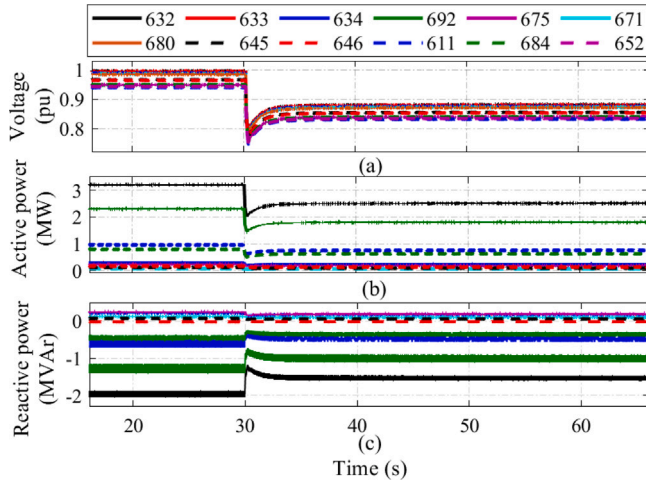 632 633 634 692 675 671
680 645 646 611 684 652
1
0.9
0.8
Voltage
(pu)
(a)
3
2
1
0
Active power
(MW)
(b)
0
-1
-2
Reactive power
(MVAr)
20 30 40 50 60
(c)
Time (s)